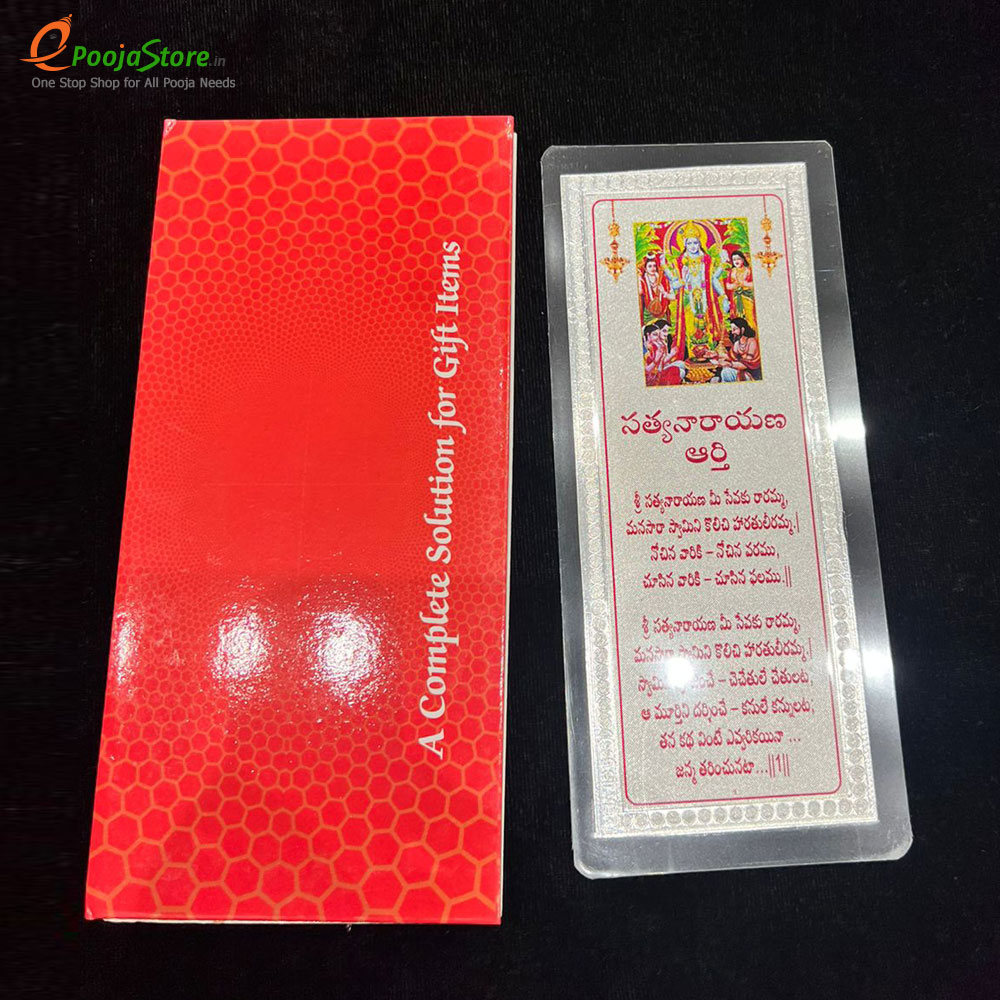 ePoojaStore.in
One Stop Shop for All Pooja Needs
A Complete Solution for Gift Items
సత్యనారాయణ
ఆర్తి
శ్రీ సత్యనారాయణ మీ సేవకు రారమ్మ,
మనసారా స్వామిని కొలిచి హారతులీరమ్మ.|
నోచిన వారికి – నోచిన వరము,
చూసిన వారికి – చూసిన ఫలము.||
శ్రీ సత్యనారాయణ మీ సేవకు రారమ్మ,
మనసారా స్వామిని కొలిచి హారతులీరమ్మ.|
– చెచేతులే చేతులట,
ఆ మూర్తిని దర్శించే – కనులే కన్నులట,
తన కథ వింటే ఎవ్వరికయినా ...
జన్మ తరించునటా ...||1||